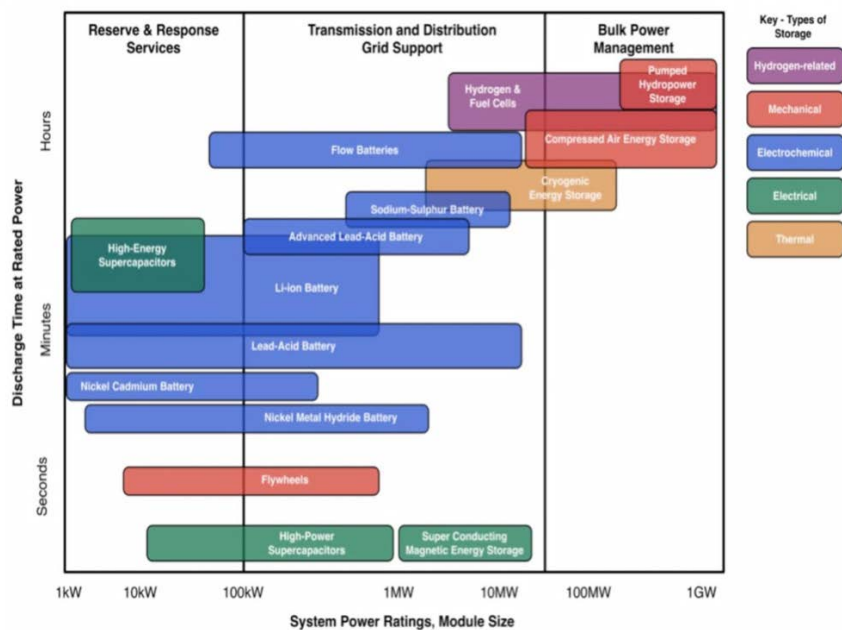 Reserve & Response
Services
Transmission and Distribution
Grid Support
Bulk Power
Management
Key - Types of
Storage
Hydrogen-related
Mechanical
Electrochemical
Electrical
Thermal
Discharge Time at Rated Power
Hours
Minutes
Seconds
Pumped
Hydropower
Storage
Hydrogen &
Fuel Cells
Compressed Air Energy Storage
Flow Batteries
Cryogenic
Energy Storage
Sodium-Sulphur Battery
Advanced Lead-Acid Battery
High-Energy
Supercapacitors
Li-ion Battery
Lead-Acid Battery
Nickel Cadmium Battery
Nickel Metal Hydride Battery
Flywheels
High-Power
Supercapacitors
Super Conducting
Magnetic Energy Storage
1kW 10kW 100kW 1MW 10MW 100MW 1GW
System Power Ratings, Module Size